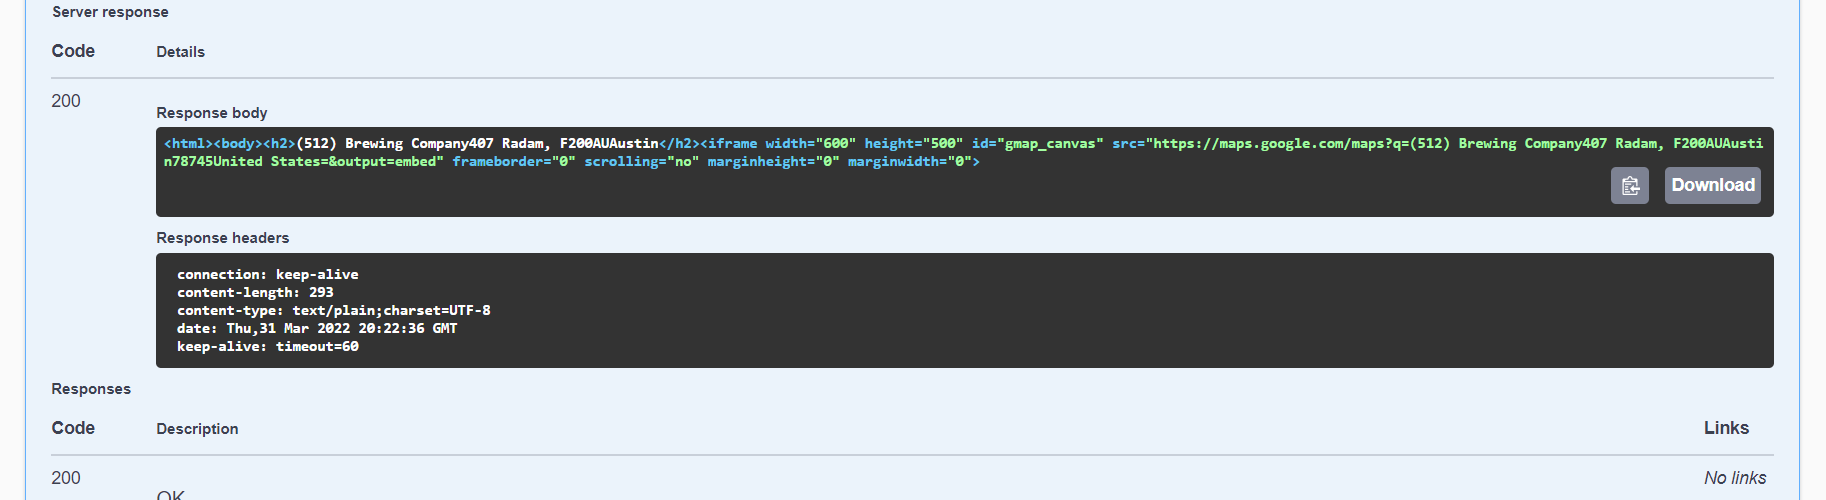 Server response
Code Details
200
Response body
<html><body><h2>(512) Brewing Company407 Radam, F200AUAustin</h2><iframe width="600" height="500" id="gmap_canvas" src="https://maps.google.com/maps?q=(512) Brewing Company407 Radam, F200AUAusti
n78745United States=&output=embed" frameborder="0" scrolling="no" marginheight="0" marginwidth="0">
Download
Response headers
connection: keep-alive
content-length: 293
content-type: text/plain;charset=UTF-8
date: Thu,31 Mar 2022 20:22:36 GMT
keep-alive: timeout=60
Responses
Code Description Links
200 No links
OK